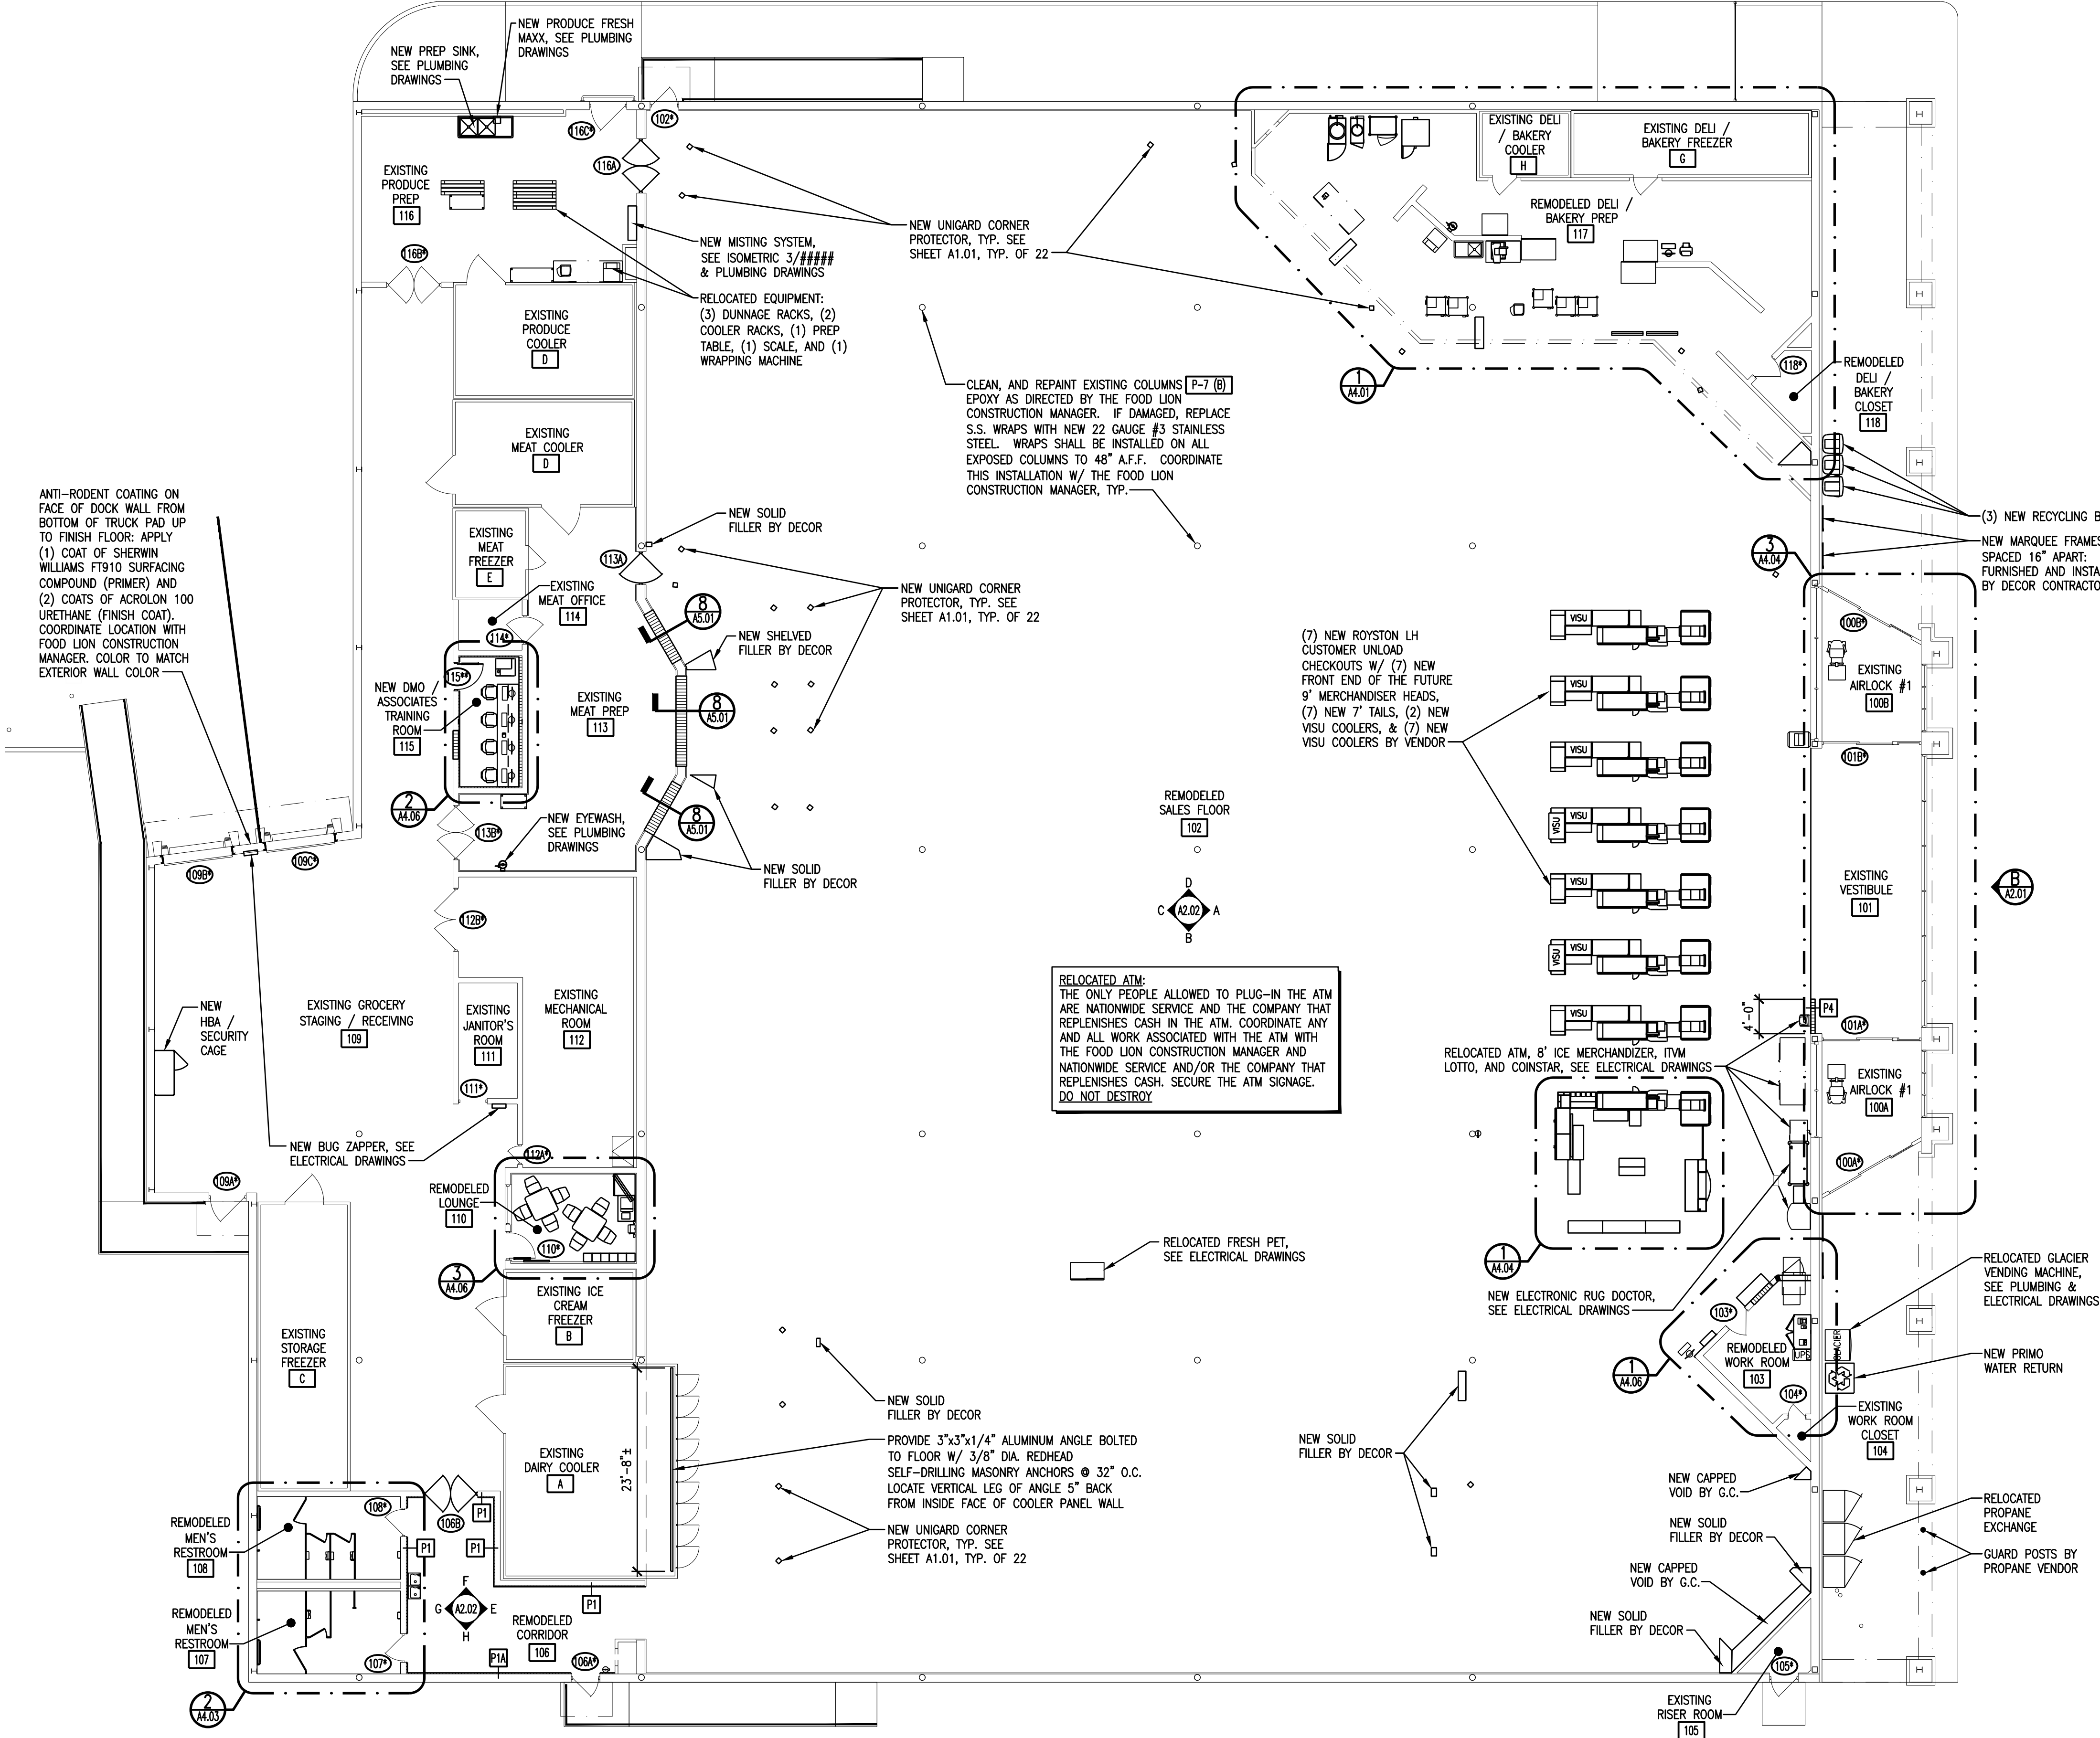 NEW PRODUCE FRESH
MAXX, SEE PLUMBING
DRAWINGS
NEW PREP SINK,
SEE PLUMBING
DRAWINGS
116C*
102*
116A
EXISTING
PRODUCE
PREP
116
116B*
NEW MISTING SYSTEM,
SEE ISOMETRIC 3/#####
& PLUMBING DRAWINGS
RELOCATED EQUIPMENT:
(3) DUNNAGE RACKS, (2)
COOLER RACKS, (1) PREP
TABLE, (1) SCALE, AND (1)
WRAPPING MACHINE
NEW UNIGARD CORNER
PROTECTOR, TYP. SEE
SHEET A1.01, TYP. OF 22
EXISTING DELI
/ BAKERY
COOLER
H
EXISTING DELI /
BAKERY FREEZER
G
REMODELED DELI /
BAKERY PREP
117
1
A4.01
118*
REMODELED
DELI /
BAKERY
CLOSET
118
EXISTING
PRODUCE
COOLER
D
EXISTING
MEAT COOLER
D
CLEAN, AND REPAINT EXISTING COLUMNS P-7 (B)
EPOXY AS DIRECTED BY THE FOOD LION
CONSTRUCTION MANAGER. IF DAMAGED, REPLACE
S.S. WRAPS WITH NEW 22 GAUGE #3 STAINLESS
STEEL. WRAPS SHALL BE INSTALLED ON ALL
EXPOSED COLUMNS TO 48" A.F.F. COORDINATE
THIS INSTALLATION W/ THE FOOD LION
CONSTRUCTION MANAGER, TYP.
ANTI-RODENT COATING ON
FACE OF DOCK WALL FROM
BOTTOM OF TRUCK PAD UP
TO FINISH FLOOR: APPLY
(1) COAT OF SHERWIN
WILLIAMS FT910 SURFACING
COMPOUND (PRIMER) AND
(2) COATS OF ACROLON 100
URETHANE (FINISH COAT).
COORDINATE LOCATION WITH
FOOD LION CONSTRUCTION
MANAGER. COLOR TO MATCH
EXTERIOR WALL COLOR
EXISTING
MEAT
FREEZER
E
NEW SOLID
FILLER BY DECOR
113A
EXISTING
MEAT OFFICE
114
114*
8
A5.01
NEW UNIGARD CORNER
PROTECTOR, TYP. SEE
SHEET A1.01, TYP. OF 22
NEW SHELVED
FILLER BY DECOR
115**
NEW DMO /
ASSOCIATES
TRAINING
ROOM
115
EXISTING
MEAT PREP
113
8
A5.01
2
A4.06
113B*
NEW EYEWASH,
SEE PLUMBING
DRAWINGS
8
A5.01
NEW SOLID
FILLER BY DECOR
(3) NEW RECYCLING B
NEW MARQUEE FRAMES
SPACED 16" APART:
FURNISHED AND INSTA
BY DECOR CONTRACTO
3
A4.04
(7) NEW ROYSTON LH
CUSTOMER UNLOAD
CHECKOUTS W/ (7) NEW
FRONT END OF THE FUTURE
9' MERCHANDISER HEADS,
(7) NEW 7' TAILS, (2) NEW
VISU COOLERS, & (7) NEW
VISU COOLERS BY VENDOR
VISU
VISU
VISU
VISU
VISU
VISU
VISU
VISU
VISU
100B*
EXISTING
AIRLOCK #1
100B
101B*
EXISTING
VESTIBULE
101
B
A2.01
REMODELED
SALES FLOOR
102
D
C
A2.02
A
B
109B*
109C*
112B*
NEW
HBA /
SECURITY
CAGE
EXISTING GROCERY
STAGING / RECEIVING
109
EXISTING
JANITOR'S
ROOM
111
EXISTING
MECHANICAL
ROOM
112
111*
NEW BUG ZAPPER, SEE
ELECTRICAL DRAWINGS
RELOCATED ATM:
THE ONLY PEOPLE ALLOWED TO PLUG-IN THE ATM
ARE NATIONWIDE SERVICE AND THE COMPANY THAT
REPLENISHES CASH IN THE ATM. COORDINATE ANY
AND ALL WORK ASSOCIATED WITH THE ATM WITH
THE FOOD LION CONSTRUCTION MANAGER AND
NATIONWIDE SERVICE AND/OR THE COMPANY THAT
REPLENISHES CASH. SECURE THE ATM SIGNAGE.
DO NOT DESTROY
4'-0"
P4
101A*
RELOCATED ATM, 8' ICE MERCHANDIZER, ITVM
LOTTO, AND COINSTAR, SEE ELECTRICAL DRAWINGS
EXISTING
AIRLOCK #1
100A
100A*
109A*
112A*
REMODELED
LOUNGE
110
110*
3
A4.06
RELOCATED FRESH PET,
SEE ELECTRICAL DRAWINGS
1
A4.04
NEW ELECTRONIC RUG DOCTOR,
SEE ELECTRICAL DRAWINGS
RELOCATED GLACIER
VENDING MACHINE,
SEE PLUMBING &
ELECTRICAL DRAWINGS
GLACIER
EXISTING ICE
CREAM
FREEZER
B
EXISTING
STORAGE
FREEZER
C
103*
REMODELED
WORK ROOM
103
UPS
1
A4.06
104*
NEW PRIMO
WATER RETURN
EXISTING
WORK ROOM
CLOSET
104
NEW SOLID
FILLER BY DECOR
PROVIDE 3"x3"x1/4" ALUMINUM ANGLE BOLTED
TO FLOOR W/ 3/8" DIA. REDHEAD
SELF-DRILLING MASONRY ANCHORS @ 32" O.C.
LOCATE VERTICAL LEG OF ANGLE 5" BACK
FROM INSIDE FACE OF COOLER PANEL WALL
EXISTING
DAIRY COOLER
A
23'-8"±
NEW SOLID
FILLER BY DECOR
NEW CAPPED
VOID BY G.C.
NEW UNIGARD CORNER
PROTECTOR, TYP. SEE
SHEET A1.01, TYP. OF 22
REMODELED
MEN'S
RESTROOM
108
108*
106B
P1
P1
P1
P1
RELOCATED
PROPANE
EXCHANGE
GUARD POSTS BY
PROPANE VENDOR
NEW SOLID
FILLER BY DECOR
NEW CAPPED
VOID BY G.C.
NEW SOLID
FILLER BY DECOR
REMODELED
MEN'S
RESTROOM
107
107*
F
G
A2.02
E
H
REMODELED
CORRIDOR
106
P1A
106A*
2
A4.03
105*
EXISTING
RISER ROOM
105